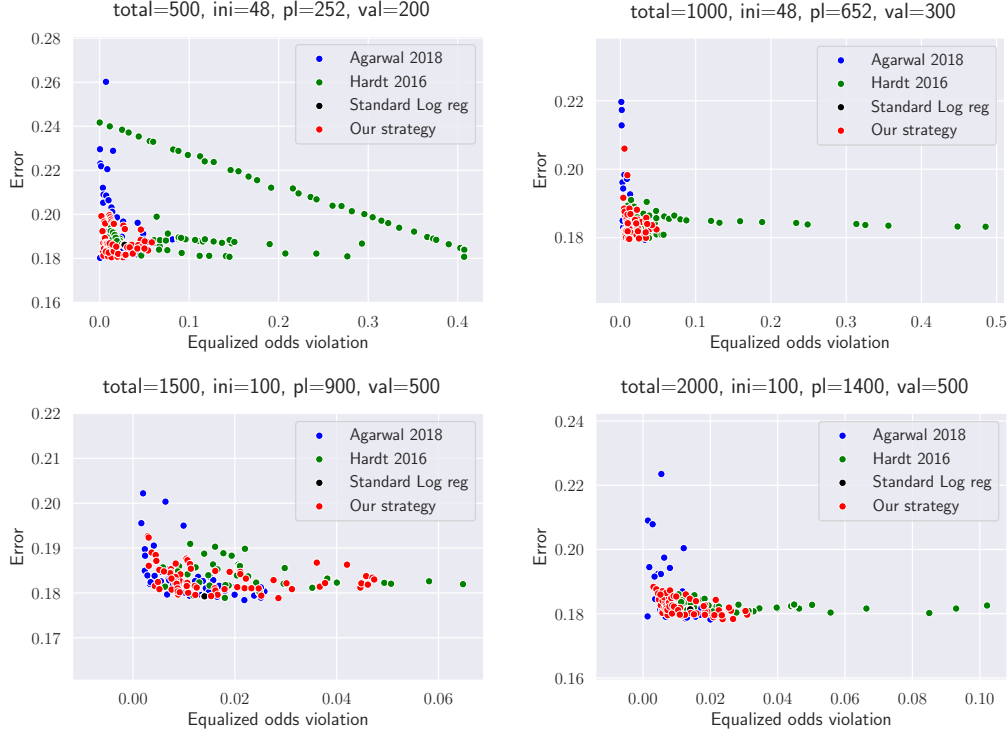 total=500, ini=48, pl=252, val=200
0.28
0.26
0.24
0.22
0.20
0.18
0.16
Error
Agarwal 2018
Hardt 2016
Standard Log reg
Our strategy
0.0 0.1 0.2 0.3 0.4
Equalized odds violation
total=1000, ini=48, pl=652, val=300
0.22
0.20
0.18
Error
Agarwal 2018
Hardt 2016
Standard Log reg
Our strategy
0.0 0.1 0.2 0.3 0.4 0.5
Equalized odds violation
total=1500, ini=100, pl=900, val=500
0.22
0.21
0.20
0.19
0.18
0.17
Error
Agarwal 2018
Hardt 2016
Standard Log reg
Our strategy
0.00 0.02 0.04 0.06
Equalized odds violation
total=2000, ini=100, pl=1400, val=500
0.24
0.22
0.20
0.18
0.16
Error
Agarwal 2018
Hardt 2016
Standard Log reg
Our strategy
0.00 0.02 0.04 0.06 0.08 0.10
Equalized odds violation